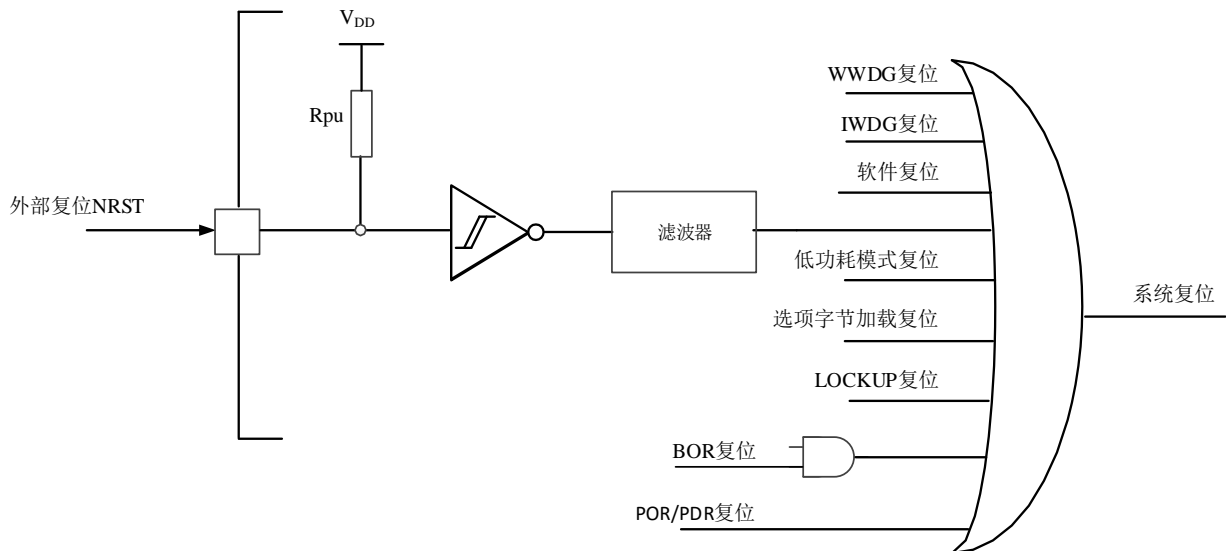 V_DD
Rpu
外部复位NRST
滤波器
WWDG复位
IWDG复位
软件复位
低功耗模式复位
选项字节加载复位
LOCKUP复位
BOR复位
POR/PDR复位
系统复位